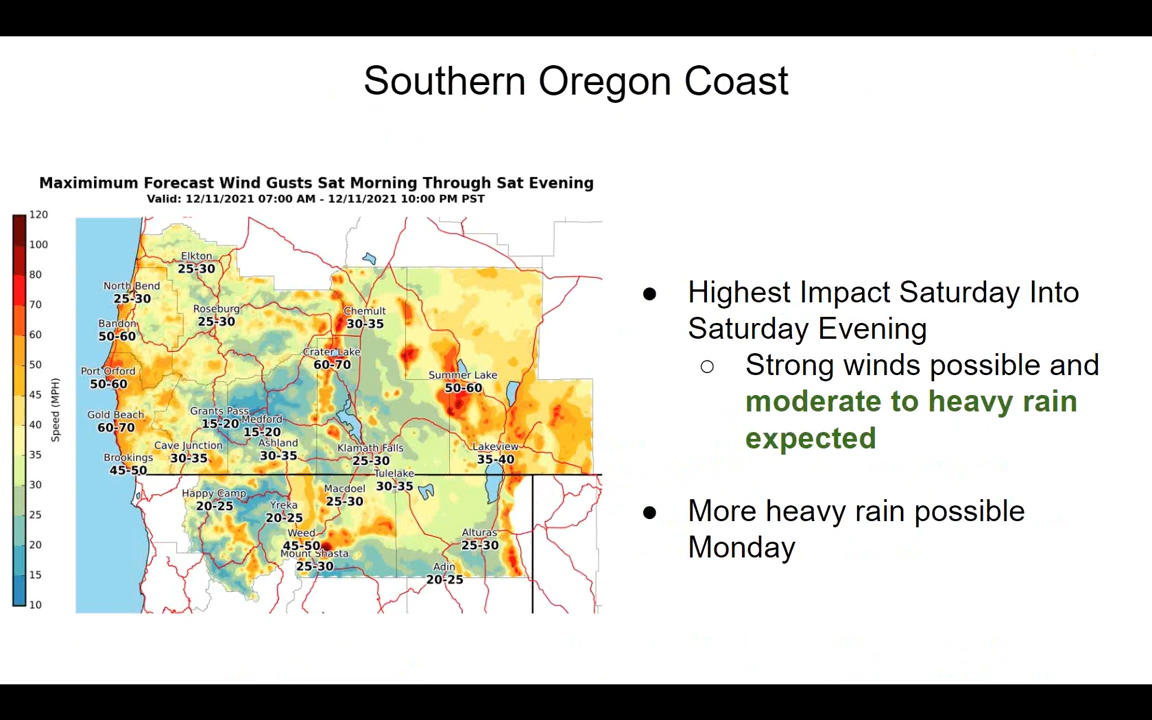 Southern Oregon Coast
Maximimum Forecast Wind Gusts Sat Morning Through Sat Evening
Valid: 12/11/2021 07:00 AM - 12/11/2021 10:00 PM PST
120
100
80
70
60
50
45
40
35
30
25
20
15
10
Speed (MPH)
Elkton
25-30
North Bend
25-30
Roseburg
25-30
Chemult
30-35
Bandon
50-60
Crater Lake
60-70
Port Orford
50-60
Summer Lake
50-60
Gold Beach
60-70
Grants Pass
15-20
Medford
15-20
Cave Junction
30-35
Ashland
30-35
Klamath Falls
25-30
Lakeview
35-40
Brookings
45-50
Tulelake
30-35
Happy Camp
20-25
Macdoel
25-30
Yreka
20-25
Weed
45-50
Mount Shasta
25-30
Alturas
25-30
Adin
20-25
● Highest Impact Saturday Into
Saturday Evening
○ Strong winds possible and
moderate to heavy rain
expected
● More heavy rain possible
Monday